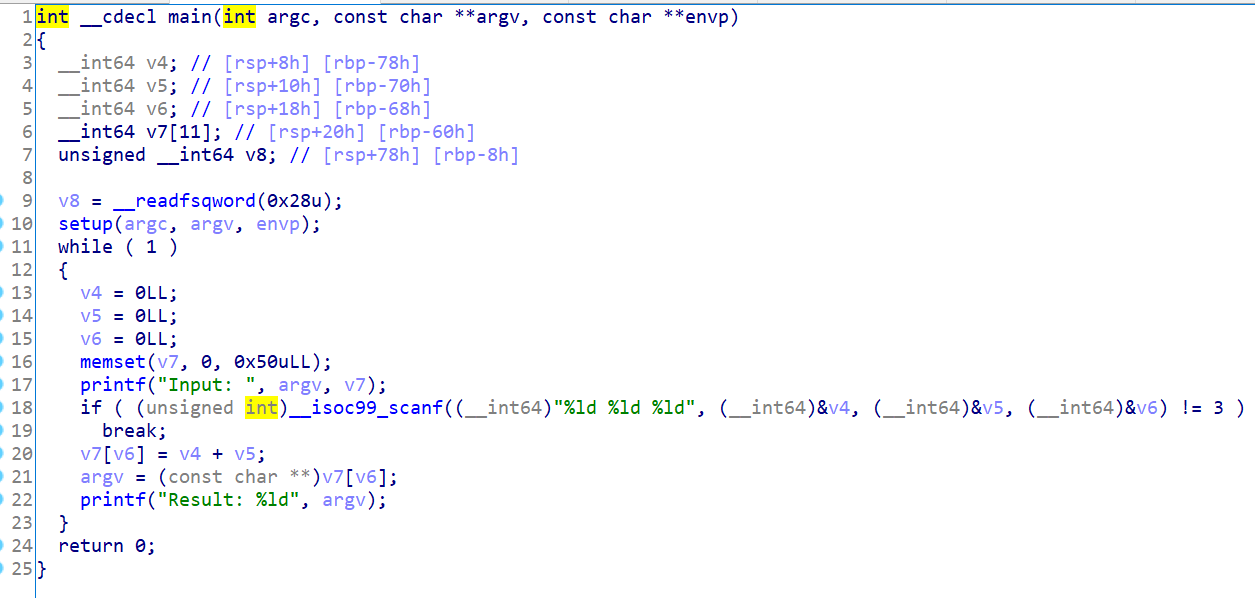 1 int __cdecl main(int argc, const char **argv, const char **envp)
2 {
3   __int64 v4; // [rsp+8h] [rbp-78h]
4   __int64 v5; // [rsp+10h] [rbp-70h]
5   __int64 v6; // [rsp+18h] [rbp-68h]
6   __int64 v7[11]; // [rsp+20h] [rbp-60h]
7   unsigned __int64 v8; // [rsp+78h] [rbp-8h]
8
9   v8 = __readfsqword(0x28u);
10   setup(argc, argv, envp);
11   while ( 1 )
12   {
13     v4 = 0LL;
14     v5 = 0LL;
15     v6 = 0LL;
16     memset(v7, 0, 0x50uLL);
17     printf("Input: ", argv, v7);
18     if ( (unsigned int)__isoc99_scanf((__int64)"%ld %ld %ld", (__int64)&v4, (__int64)&v5, (__int64)&v6) != 3 )
19       break;
20     v7[v6] = v4 + v5;
21     argv = (const char **)v7[v6];
22     printf("Result: %ld", argv);
23   }
24   return 0;
25 }